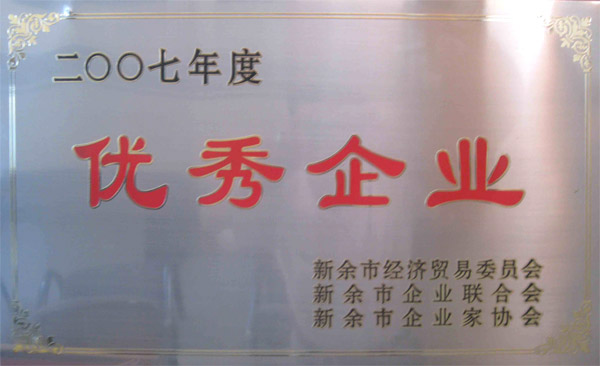 二〇〇七年度
优秀企业
新余市经济贸易委员会
新余市企业联合会
新余市企业家协会